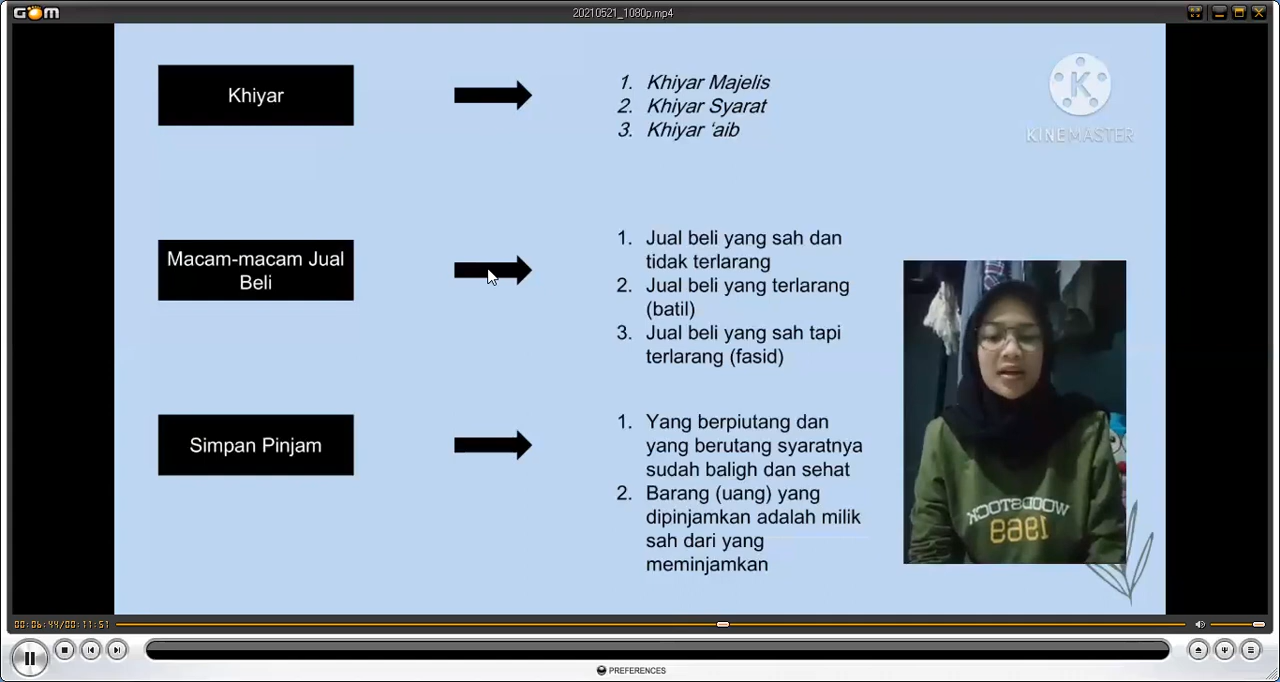 GOM
20210521_1080p.mp4
Khiyar
1. Khiyar Majelis
2. Khiyar Syarat
3. Khiyar ‘aib
KINEMASTER
Macam-macam Jual
Beli
1. Jual beli yang sah dan
tidak terlarang
2. Jual beli yang terlarang
(batil)
3. Jual beli yang sah tapi
terlarang (fasid)
Simpan Pinjam
1. Yang berpiutang dan
yang berutang syaratnya
sudah baligh dan sehat
2. Barang (uang) yang
dipinjamkan adalah milik
sah dari yang
meminjamkan
WOODSTOCK
1969
00:06:44/00:11:51
PREFERENCES